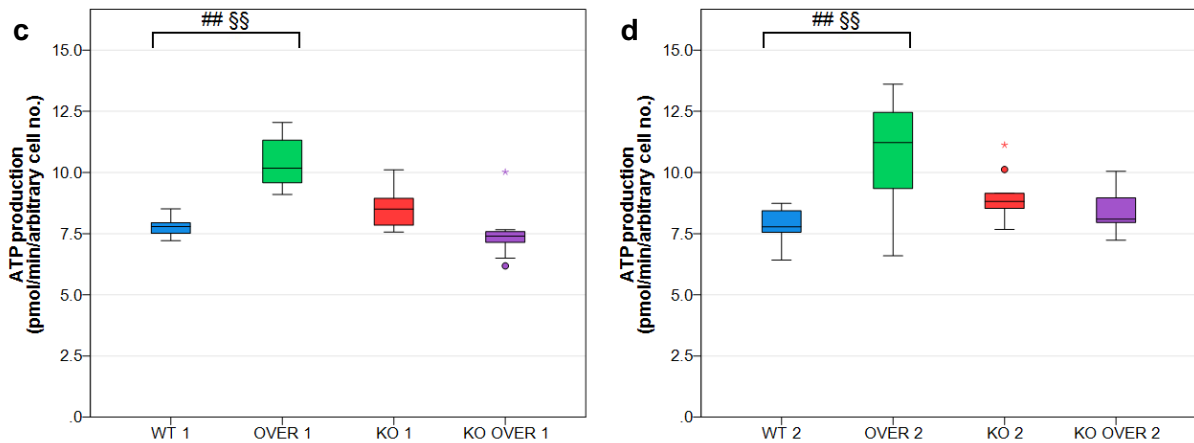 c
## §§
ATP production
(pmol/min/arbitrary cell no.)
15.0
12.5
10.0
7.5
5.0
2.5
.0
WT 1 OVER 1 KO 1 KO OVER 1
d
## §§
ATP production
(pmol/min/arbitrary cell no.)
15.0
12.5
10.0
7.5
5.0
2.5
.0
WT 2 OVER 2 KO 2 KO OVER 2